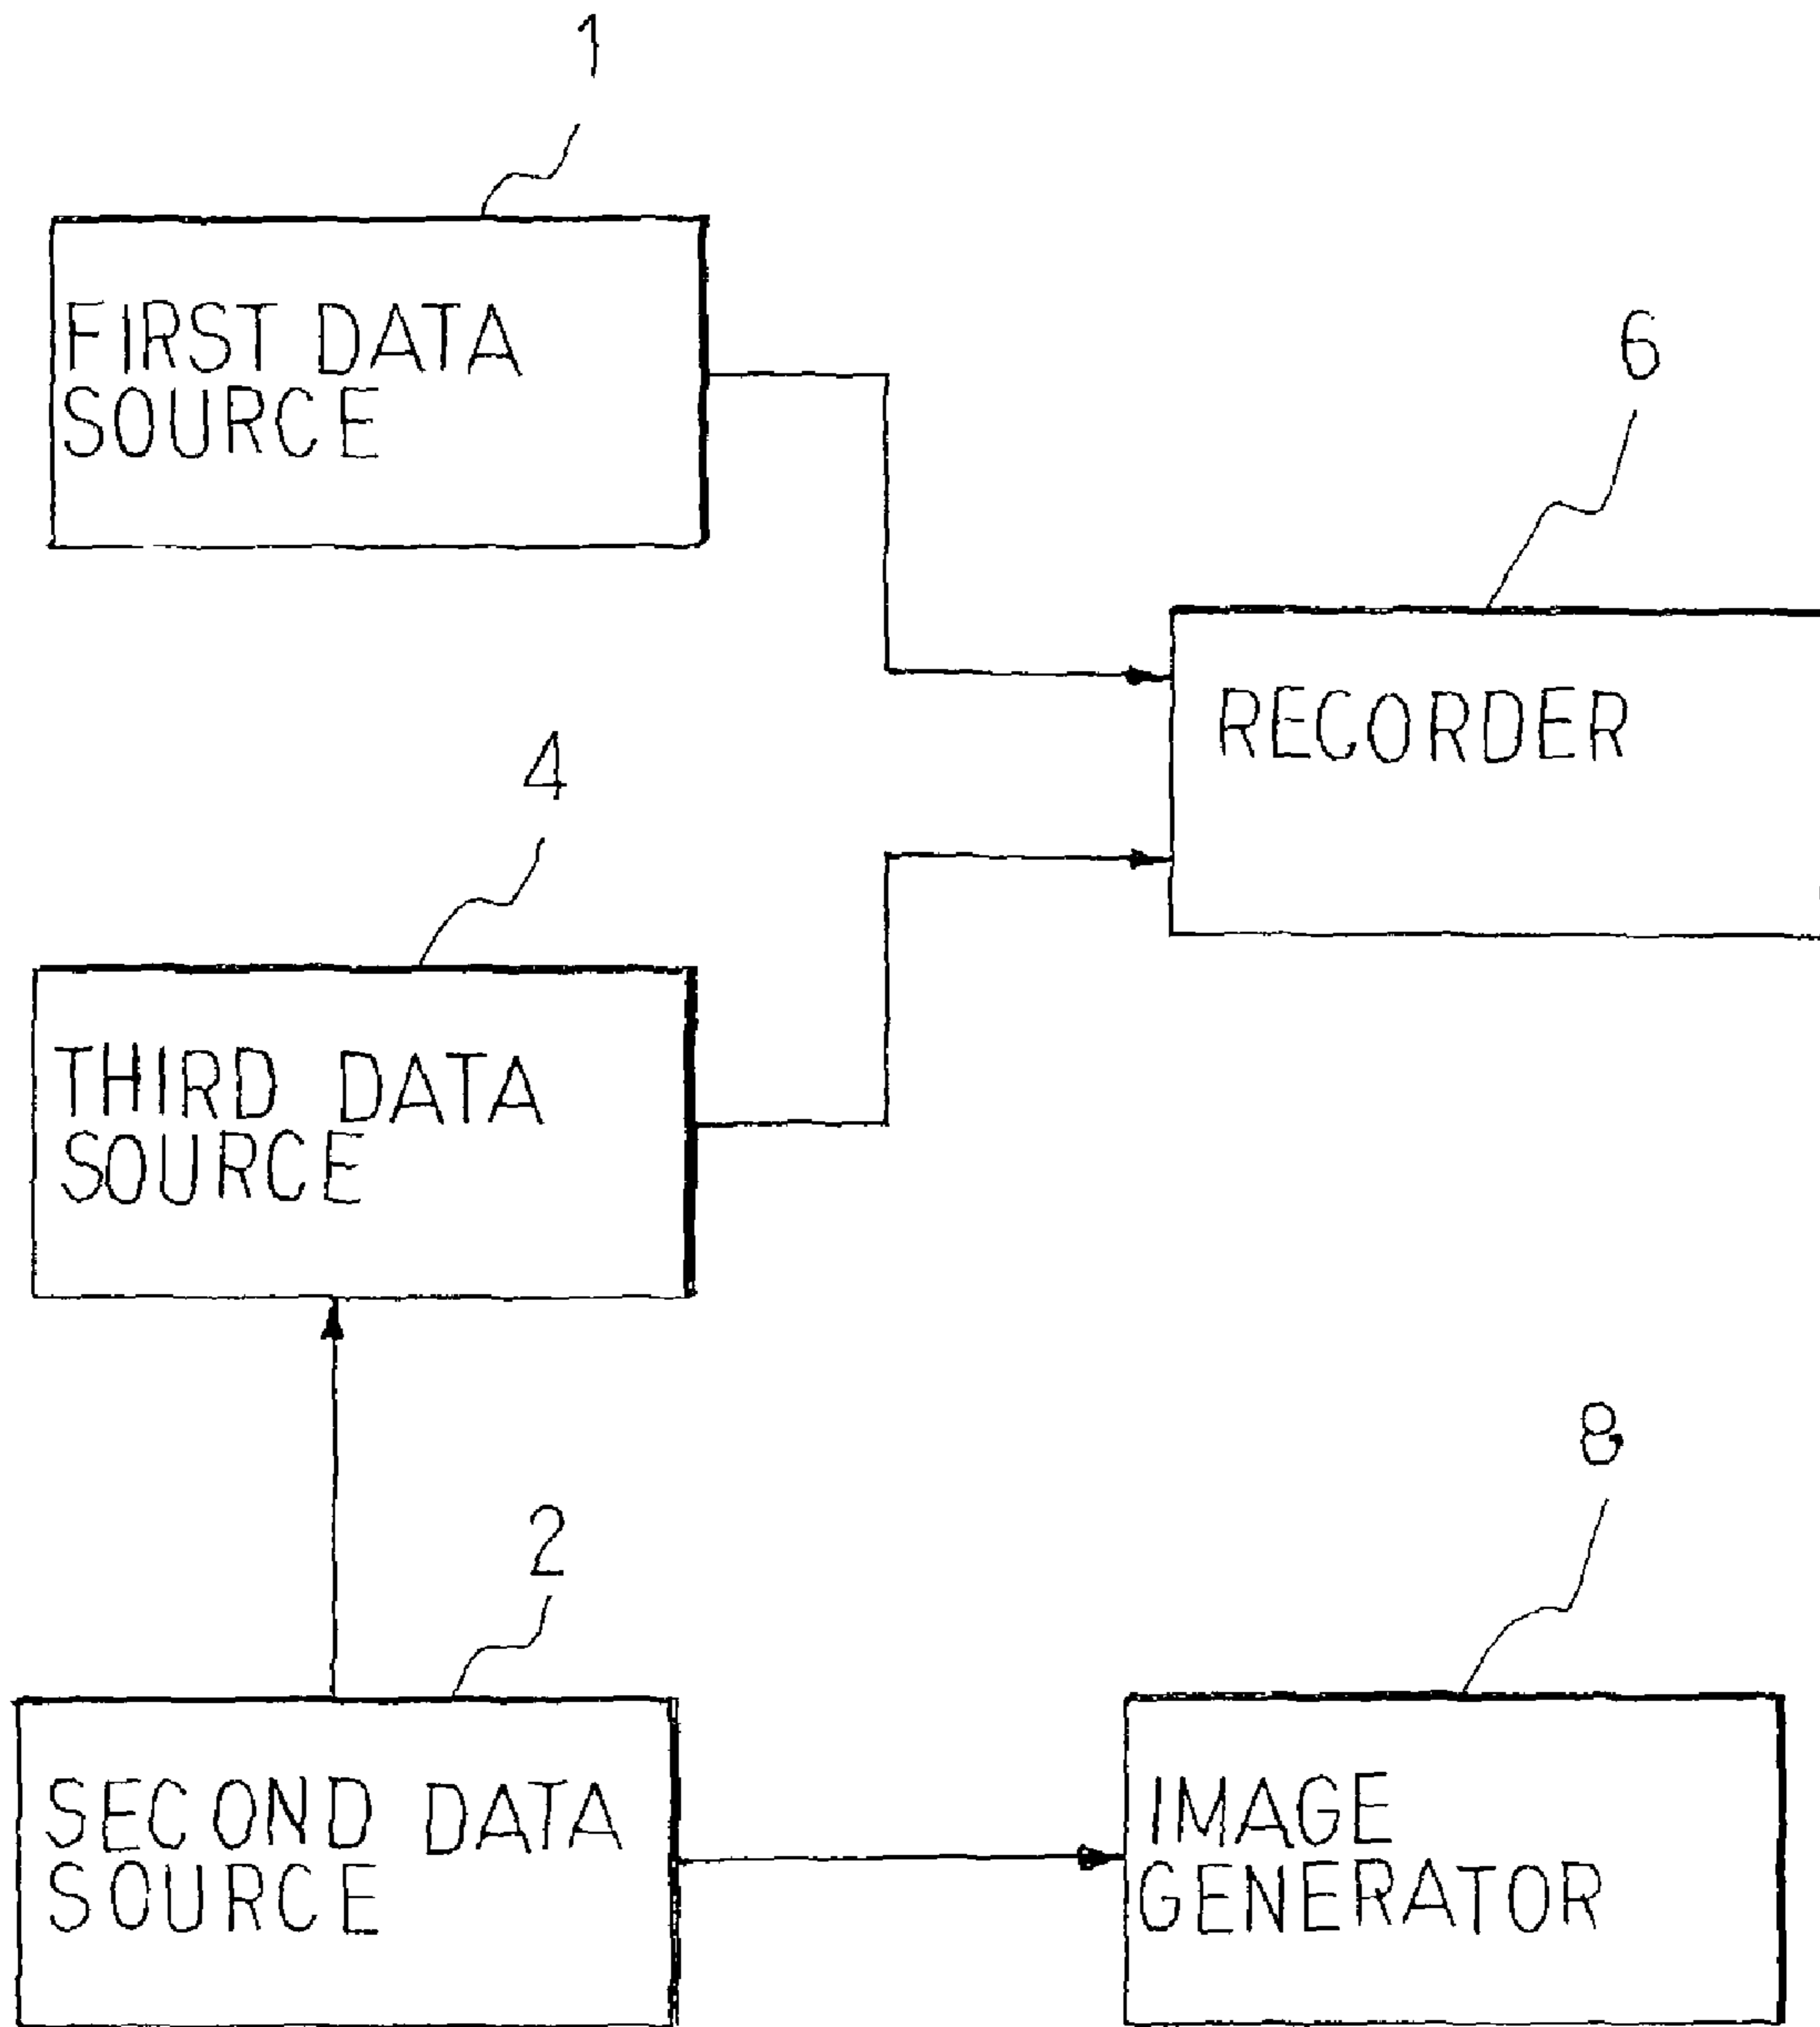 1
FIRST DATA
SOURCE
6
RECORDER
4
THIRD DATA
SOURCE
8
2
SECOND DATA
SOURCE
IMAGE
GENERATOR